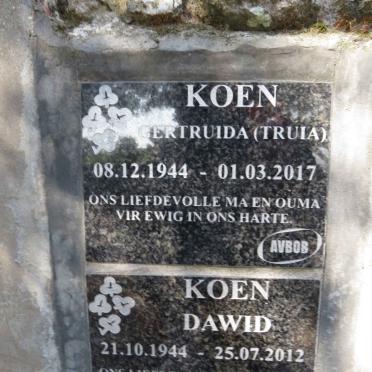 KOEN
GERTRUIDA (TRUIA)
08.12.1944 - 01.03.2017
ONS LIEFDEVOLLE MA EN OUMA
VIR EWIG IN ONS HARTE.
AVBOB
KOEN
DAWID
21.10.1944 - 25.07.2012